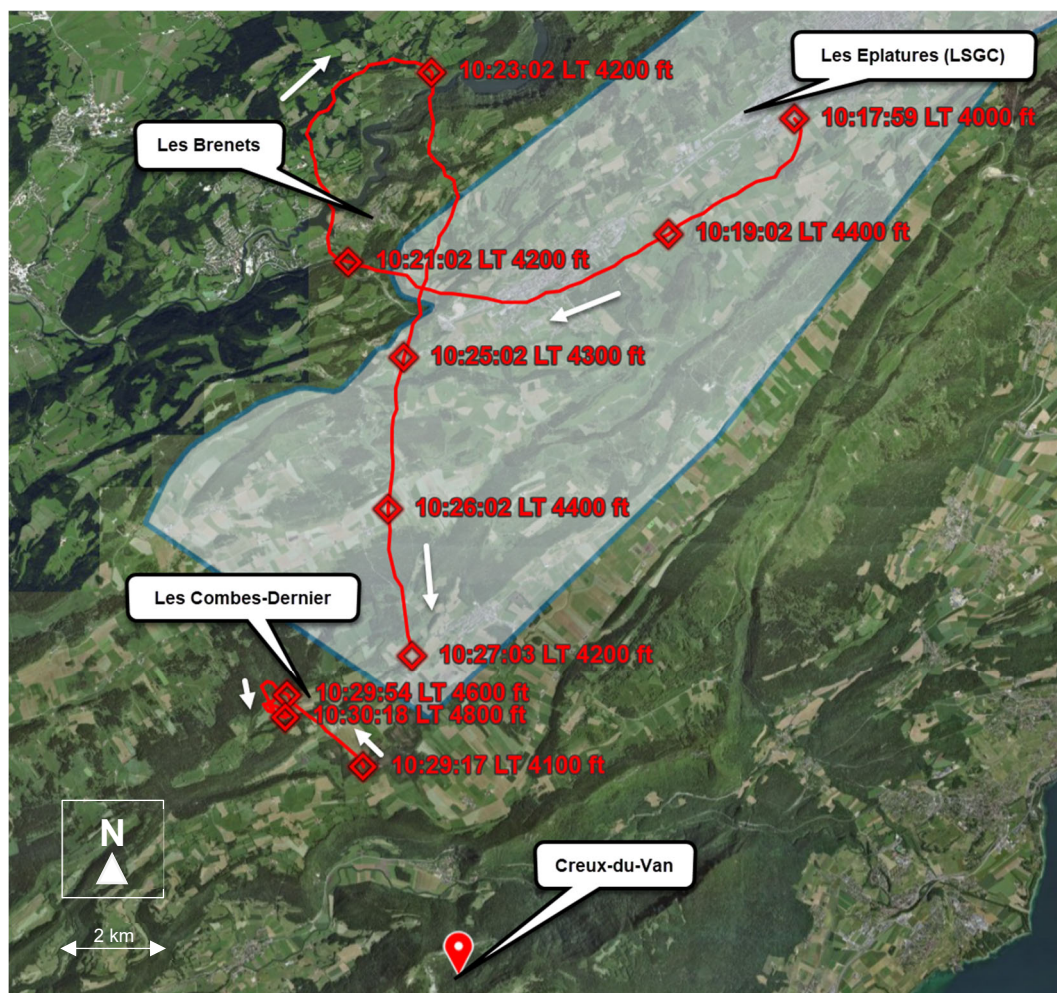 Les Eplatures (LSGC)
10:23:02 LT 4200 ft
10:17:59 LT 4000 ft
Les Brenets
10:19:02 LT 4400 ft
10:21:02 LT 4200 ft
10:25:02 LT 4300 ft
10:26:02 LT 4400 ft
Les Combes-Dernier
10:27:03 LT 4200 ft
10:29:54 LT 4600 ft
10:30:18 LT 4800 ft
10:29:17 LT 4100 ft
N
Creux-du-Van
2 km